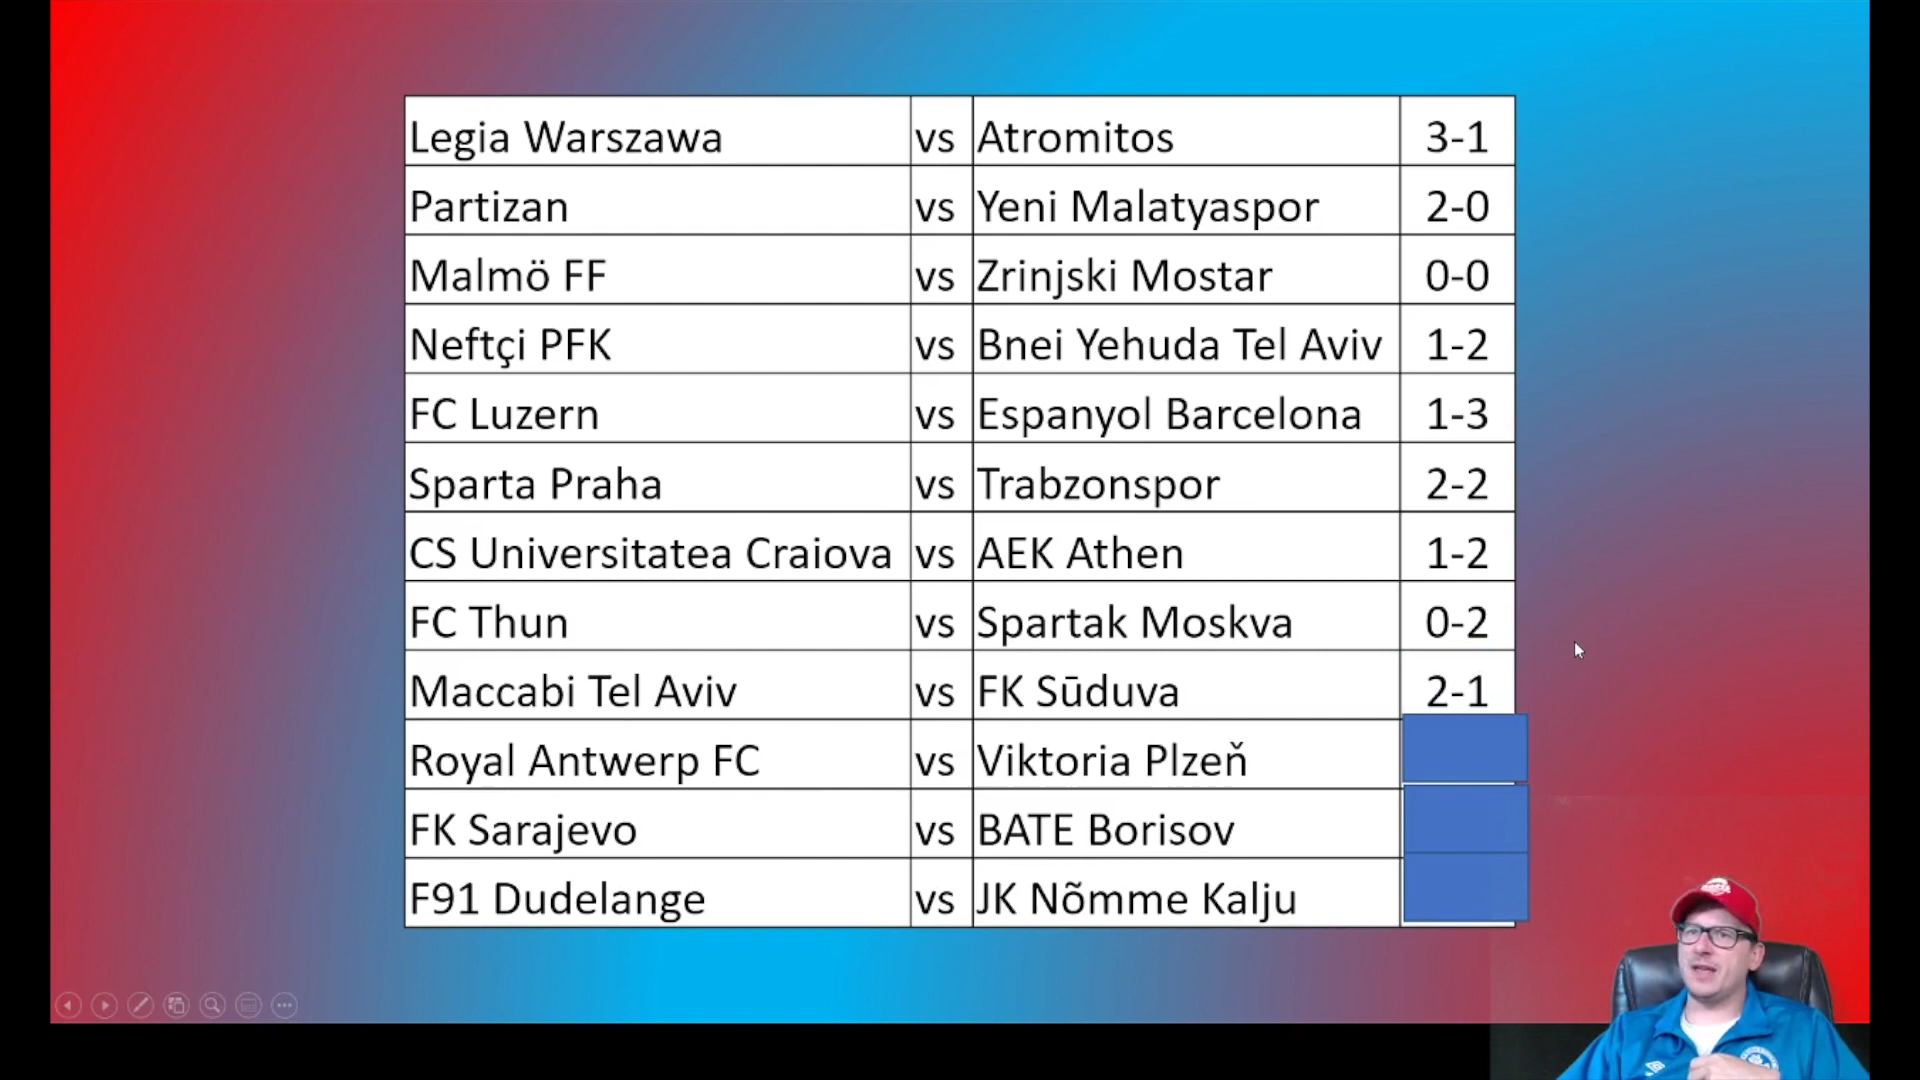 Legia Warszawa vs Atromitos 3-1
Partizan vs Yeni Malatyaspor 2-0
Malmö FF vs Zrinjski Mostar 0-0
Neftçi PFK vs Bnei Yehuda Tel Aviv 1-2
FC Luzern vs Espanyol Barcelona 1-3
Sparta Praha vs Trabzonspor 2-2
CS Universitatea Craiova vs AEK Athen 1-2
FC Thun vs Spartak Moskva 0-2
Maccabi Tel Aviv vs FK Sūduva 2-1
Royal Antwerp FC vs Viktoria Plzeň
FK Sarajevo vs BATE Borisov
F91 Dudelange vs JK Nõmme Kalju